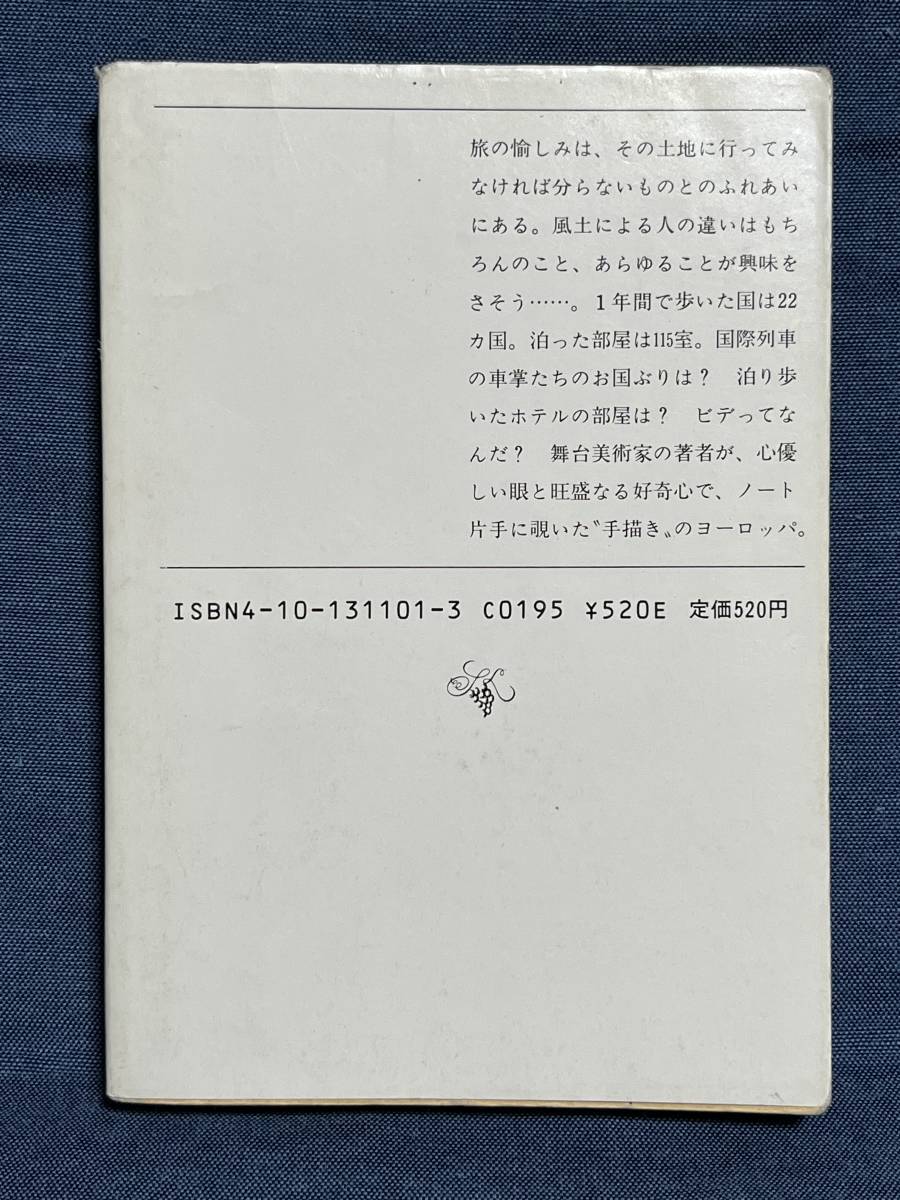 旅の愉しみは、その土地に行ってみ
なければ分らないものとのふれあい
にある。風土による人の違いはもち
ろんのこと、あらゆることが興味を
さそう……。1年間で歩いた国は22
カ国。泊った部屋は115室。国際列車
の車掌たちのお国ぶりは？　泊り歩
いたホテルの部屋は？　ビデってな
んだ？　舞台美術家の著者が、心優
しい眼と旺盛なる好奇心で、ノート
片手に覗いた〝手描き〟のヨーロッパ。
ISBN4-10-131101-3 C0195 ¥520E 定価520円